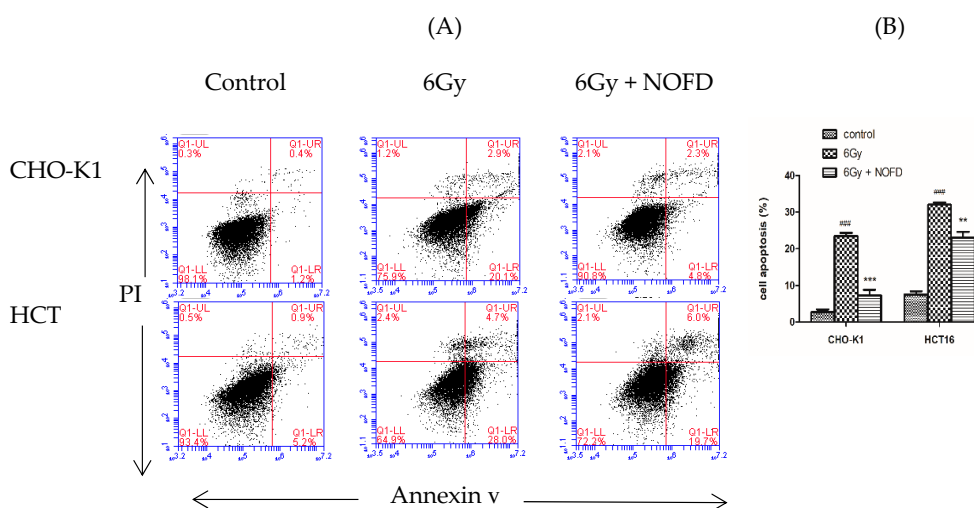 (A)
(B)
Control
6Gy
6Gy + NOFD
CHO-K1
HCT
PI
Q1-UL
0.3%
Q1-UR
0.4%
Q1-LL
98.1%
Q1-LR
1.2%
Q1-UL
1.2%
Q1-UR
2.9%
Q1-LL
75.9%
Q1-LR
20.1%
Q1-UL
2.1%
Q1-UR
2.3%
Q1-LL
90.8%
Q1-LR
4.8%
Q1-UL
0.5%
Q1-UR
0.9%
Q1-LL
93.4%
Q1-LR
5.2%
Q1-UL
2.4%
Q1-UR
4.7%
Q1-LL
64.9%
Q1-LR
28.0%
Q1-UL
2.1%
Q1-UR
6.0%
Q1-LL
72.2%
Q1-LR
19.7%
Annexin v
control
6Gy
6Gy + NOFD
cell apoptosis (%)
40
30
20
10
0
###
***
###
**
CHO-K1
HCT16